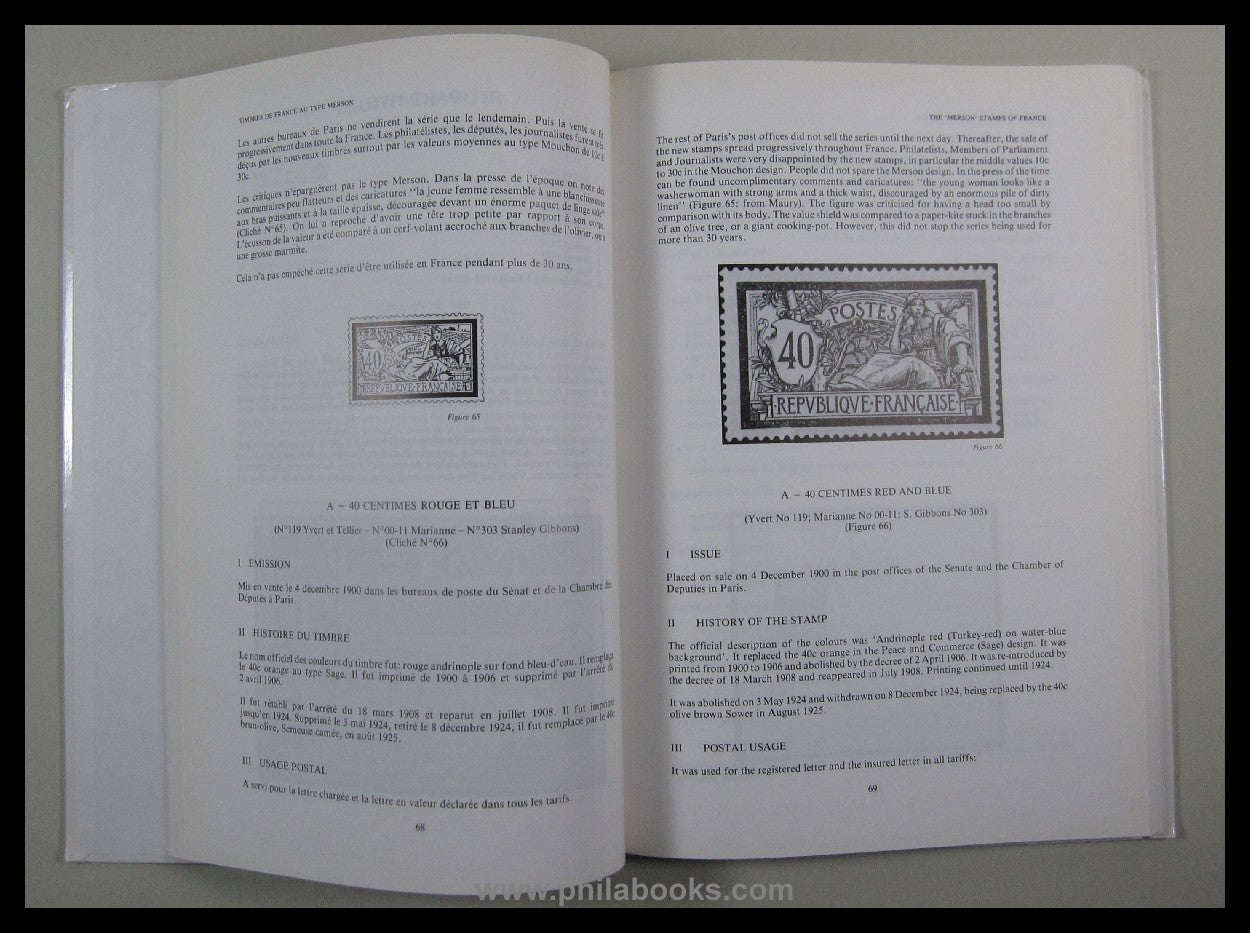 TIMBRES DE FRANCE AU TYPE MERSON
Les autres bureaux de Paris ne vendirent la série que le lendemain. Puis la vente se fit
progressivement dans toute la France. Les philatélistes, les députés, les journalistes furent très
déçus par les nouveaux timbres surtout par les valeurs moyennes au type Mouchon de 10c à
30c.
Les critiques n'épargnèrent pas le type Merson. Dans la presse de l'époque on note des
commentaires peu flatteurs et des caricatures "la jeune femme ressemble à une blanchisseuse
aux bras puissants et à la taille épaisse, découragée devant un énorme paquet de linge sale"
(Cliché N°65). On lui a reproché d'avoir une tête trop petite par rapport à son corps.
L'écusson de la valeur a été comparé à un cerf-volant accroché aux branches de l'olivier, ou à
une grosse marmite.
Cela n'a pas empeché cette série d'être utilisée en France pendant plus de 30 ans.
40
POSTES
REPVBLIQVE FRANÇAISE
Figure 65
A – 40 CENTIMES ROUGE ET BLEU
(N°119 Yvert et Tellier – N°00-11 Marianne – N°303 Stanley Gibbons)
(Cliché N°66)
I EMISSION
Mis en vente le 4 décembre 1900 dans les bureaux de poste du Sénat et de la Chambre des
Députés à Paris.
II HISTOIRE DU TIMBRE
Le nom officiel des couleurs du timbre fut: rouge andrinople sur fond bleu-d'eau. Il remplaça
le 40c orange au type Sage. Il fut imprimé de 1900 à 1906 et supprimé par l'arrêté de
2 avril 1906.
Il fut rétabli par l'arrêté du 18 mars 1908 et reparut en juillet 1908. Il fut imprimé
jusqu'en 1924. Supprimé le 3 mai 1924, retiré le 8 décembre 1924, il fut remplacé par le 40c
brun-olive, Semeuse camée, en août 1925.
III USAGE POSTAL
A servi pour la lettre chargée et la lettre en valeur déclarée dans tous les tarifs.
68
THE 'MERSON' STAMPS OF FRANCE
The rest of Paris's post offices did not sell the series until the next day. Thereafter, the sale of
the new stamps spread progressively throughout France. Philatelists, Members of Parliament
and Journalists were very disappointed by the new stamps, in particular the middle values 10c
to 30c in the Mouchon design. People did not spare the Merson design. In the press of the time
can be found uncomplimentary comments and caricatures: "the young woman looks like a
washerwoman with strong arms and a thick waist, discouraged by an enormous pile of dirty
linen" (Figure 65: from Maury). The figure was criticised for having a head too small by
comparison with its body. The value shield was compared to a paper-kite stuck in the branches
of an olive tree, or a giant cooking-pot. However, this did not stop the series being used for
more than 30 years.
POSTES
40
REPVBLIQVE·FRANÇAISE
Figure 66
A – 40 CENTIMES RED AND BLUE
(Yvert No 119; Marianne No 00-11; S. Gibbons No 303)
(Figure 66)
I ISSUE
Placed on sale on 4 December 1900 in the post offices of the Senate and the Chamber of
Deputies in Paris.
II HISTORY OF THE STAMP
The official description of the colours was 'Andrinople red (Turkey-red) on water-blue
background'. It replaced the 40c orange in the Peace and Commerce (Sage) design. It was
printed from 1900 to 1906 and abolished by the decree of 2 April 1906. It was re-introduced by
the decree of 18 March 1908 and reappeared in July 1908. Printing continued until 1924.
It was abolished on 3 May 1924 and withdrawn on 8 December 1924, being replaced by the 40c
olive brown Sower in August 1925.
III POSTAL USAGE
It was used for the registered letter and the insured letter in all tariffs:
69
www.philabooks.com